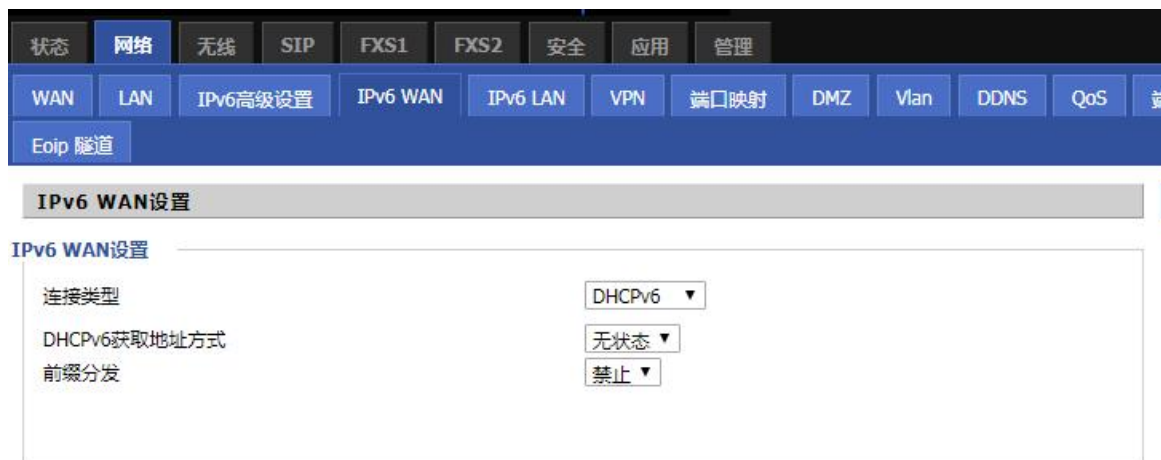 状态 网络 无线 SIP FXS1 FXS2 安全 应用 管理
WAN LAN IPv6高级设置 IPv6 WAN IPv6 LAN VPN 端口映射 DMZ Vlan DDNS QoS
Eoip 隧道
IPv6 WAN设置
IPv6 WAN设置
连接类型 DHCPv6
DHCPv6获取地址方式 无状态
前缀分发 禁止